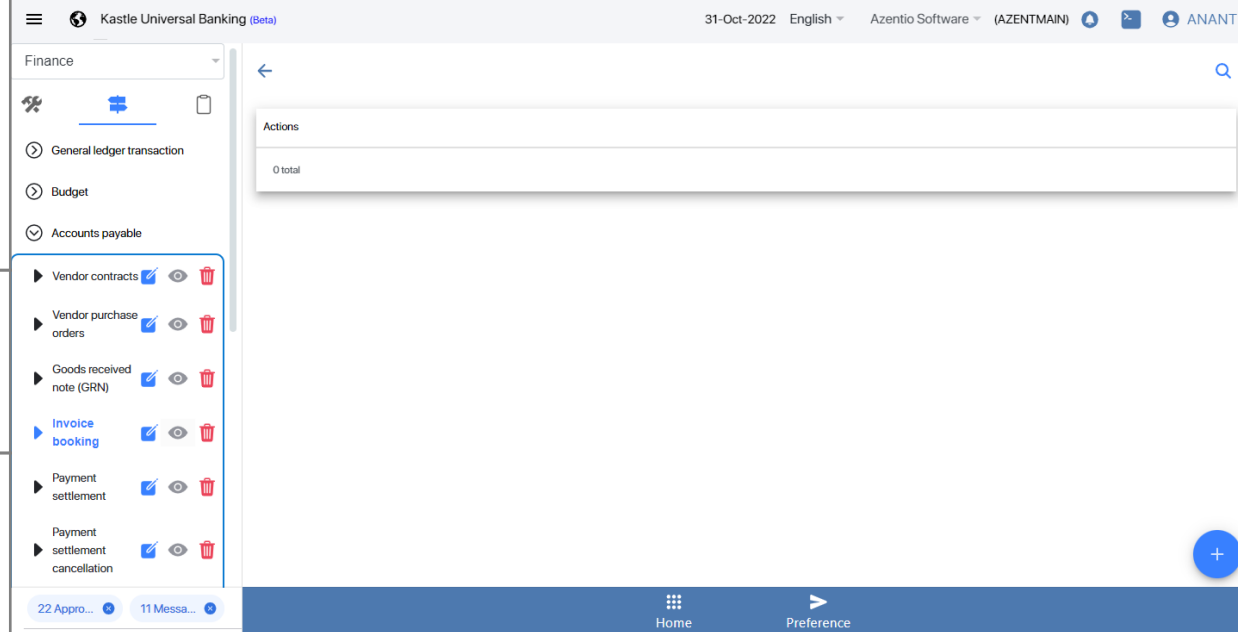 Kastle Universal Banking (Beta)
31-Oct-2022 English Azentio Software (AZENTMAIN) ANANT
Finance
General ledger transaction
Budget
Accounts payable
Vendor contracts
Vendor purchase
orders
Goods received
note (GRN)
Invoice
booking
Payment
settlement
Payment
settlement
cancellation
22 Appro...
11 Messa...
Actions
0 total
Home
Preference